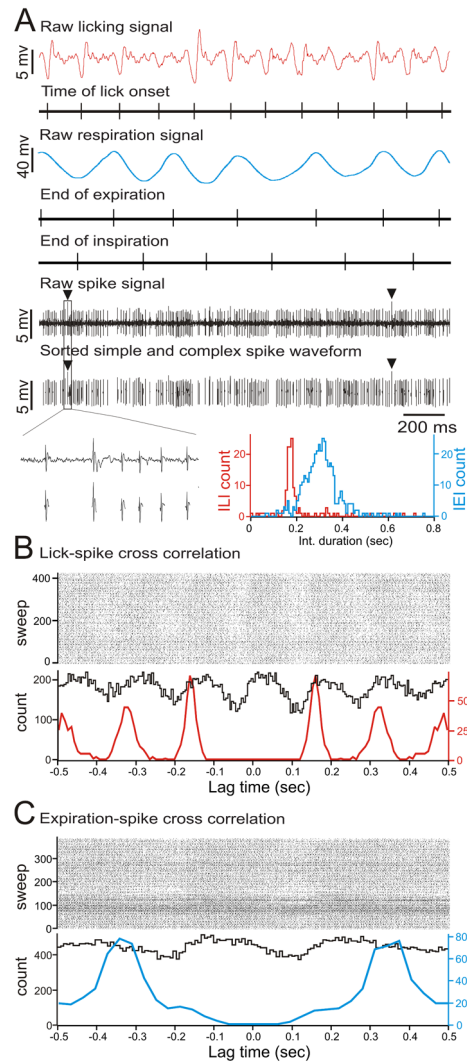 A
Raw licking signal
5 mv
Time of lick onset
Raw respiration signal
40 mv
End of expiration
End of inspiration
Raw spike signal
5 mv
Sorted simple and complex spike waveform
5 mv
200 ms
ILI count
20
10
0
20
10
0
IEI count
0 0.2 0.4 0.6 0.8
Int. duration (sec)
B Lick-spike cross correlation
sweep
400
200
0
count
200
100
0
50
25
0
-0.5 -0.4 -0.3 -0.2 -0.1 0.0 0.1 0.2 0.3 0.4 0.5
Lag time (sec)
C Expiration-spike cross correlation
sweep
300
200
100
0
count
400
200
0
80
60
40
20
0
-0.5 -0.4 -0.3 -0.2 -0.1 0.0 0.1 0.2 0.3 0.4 0.5
Lag time (sec)